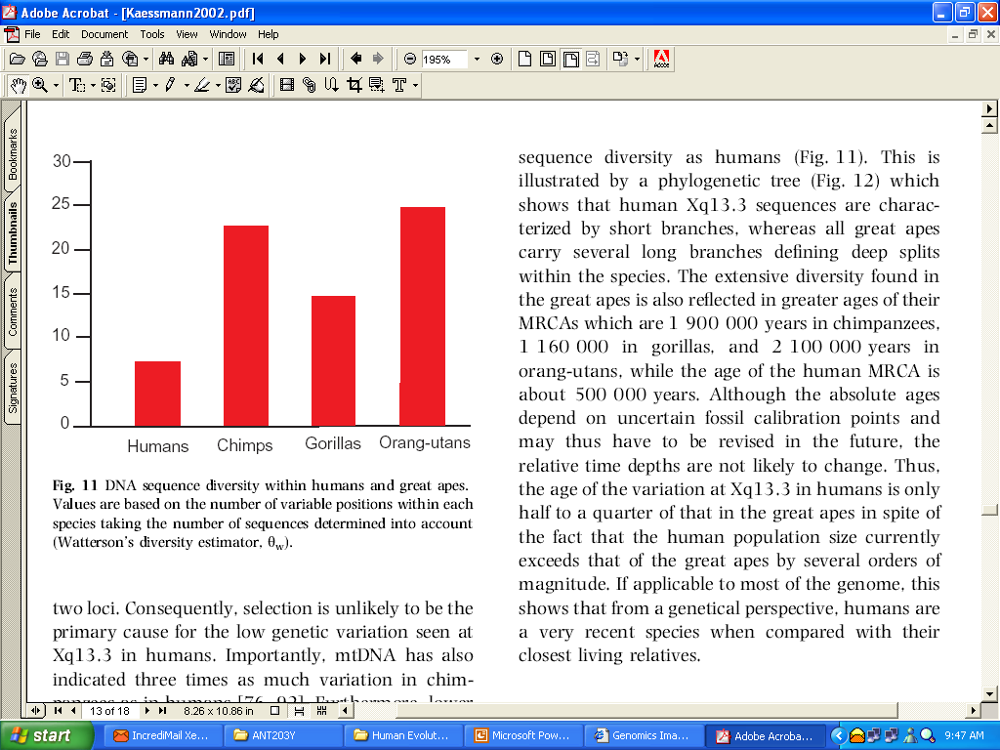 Adobe Acrobat - [Kaessmann2002.pdf]
File Edit Document Tools View Window Help
195%
Adobe
Bookmarks
Thumbnails
Comments
Signatures
30
25
20
15
10
5
0
Humans Chimps Gorillas Orang-utans
Fig. 11 DNA sequence diversity within humans and great apes.
Values are based on the number of variable positions within each
species taking the number of sequences determined into account
(Watterson's diversity estimator, θw).
two loci. Consequently, selection is unlikely to be the
primary cause for the low genetic variation seen at
Xq13.3 in humans. Importantly, mtDNA has also
indicated three times as much variation in chim-
panzees as in humans [76, 92]. Furthermore, lower
sequence diversity as humans (Fig. 11). This is
illustrated by a phylogenetic tree (Fig. 12) which
shows that human Xq13.3 sequences are charac-
terized by short branches, whereas all great apes
carry several long branches defining deep splits
within the species. The extensive diversity found in
the great apes is also reflected in greater ages of their
MRCAs which are 1 900 000 years in chimpanzees,
1 160 000 in gorillas, and 2 100 000 years in
orang-utans, while the age of the human MRCA is
about 500 000 years. Although the absolute ages
depend on uncertain fossil calibration points and
may thus have to be revised in the future, the
relative time depths are not likely to change. Thus,
the age of the variation at Xq13.3 in humans is only
half to a quarter of that in the great apes in spite of
the fact that the human population size currently
exceeds that of the great apes by several orders of
magnitude. If applicable to most of the genome, this
shows that from a genetical perspective, humans are
a very recent species when compared with their
closest living relatives.
13 of 18 8.26 x 10.86 in
start IncrediMail Xe... ANT203Y Human Evolut... Microsoft Pow... Genomics Ima... Adobe Acroba... 9:47 AM